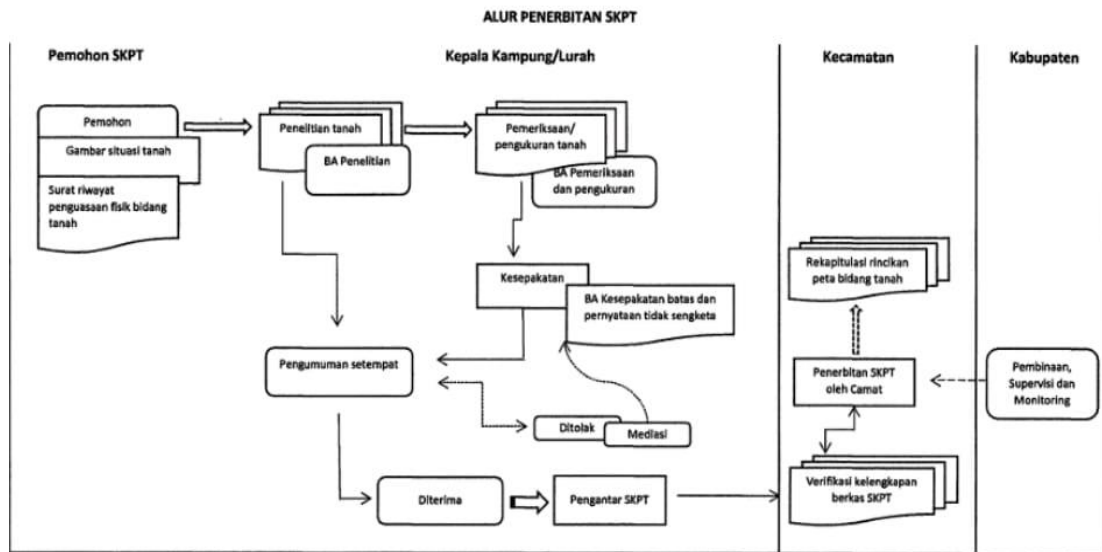 ALUR PENERBITAN SKPT
Pemohon SKPT
Kepala Kampung/Lurah
Kecamatan
Kabupaten
Pemohon
Gambar situasi tanah
Surat riwayat
penguasaan fisik bidang
tanah
Penelitian tanah
BA Penelitian
Pemeriksaan/
pengukuran tanah
BA Pemeriksaan
dan pengukuran
Kesepakatan
BA Kesepakatan batas dan
pernyataan tidak sengketa
Pengumuman setempat
Ditolak
Mediasi
Diterima
Pengantar SKPT
Rekapitulasi rincikan
peta bidang tanah
Penerbitan SKPT
oleh Camat
Verifikasi kelengkapan
berkas SKPT
Pembinaan,
Supervisi dan
Monitoring